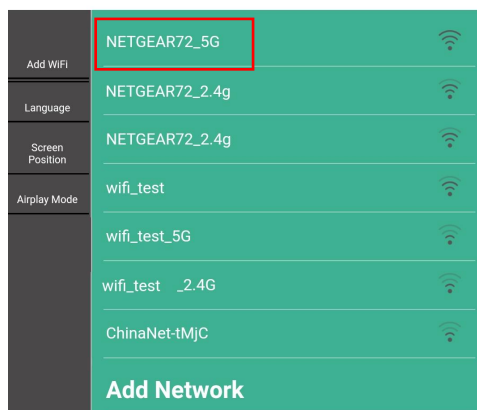 Add WiFi
Language
Screen
Position
Airplay Mode
NETGEAR72_5G
NETGEAR72_2.4g
NETGEAR72_2.4g
wifi_test
wifi_test_5G
wifi_test _2.4G
ChinaNet-tMjC
Add Network